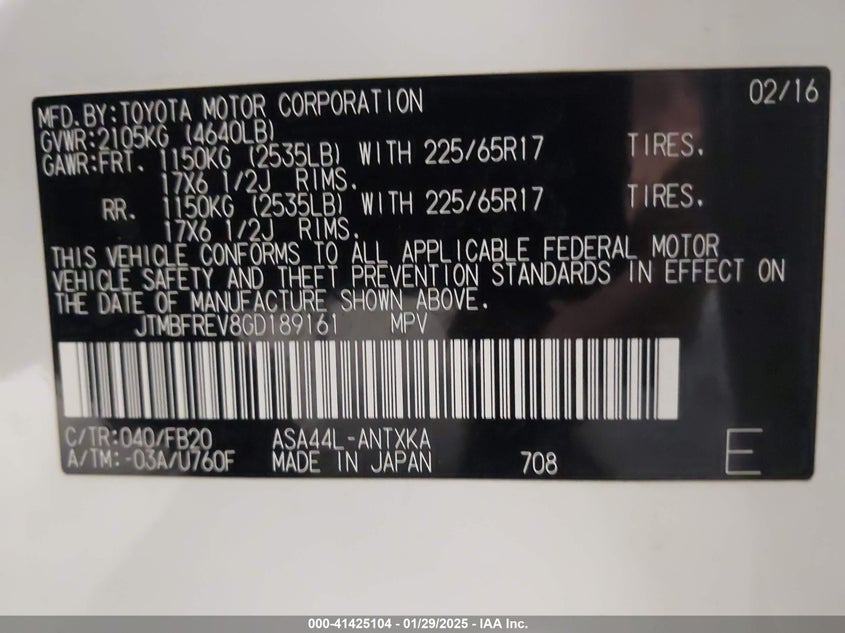 MFD.BY:TOYOTA MOTOR CORPORATION 02/16
GVWR:2105KG (4640LB)
GAWR:FRT. 1150KG (2535LB) WITH 225/65R17 TIRES.
17X6 1/2J RIMS.
RR. 1150KG (2535LB) WITH 225/65R17 TIRES.
17X6 1/2J RIMS.
THIS VEHICLE CONFORMS TO ALL APPLICABLE FEDERAL MOTOR
VEHICLE SAFETY AND THEFT PREVENTION STANDARDS IN EFFECT ON
THE DATE OF MANUFACTURE SHOWN ABOVE.
JTMBFREV8GD189161 MPV
C/TR:040/FB20 ASA44L-ANTXKA
A/TM:-03A/U760F MADE IN JAPAN 708 E
000-41425104 - 01/29/2025 - IAA Inc.